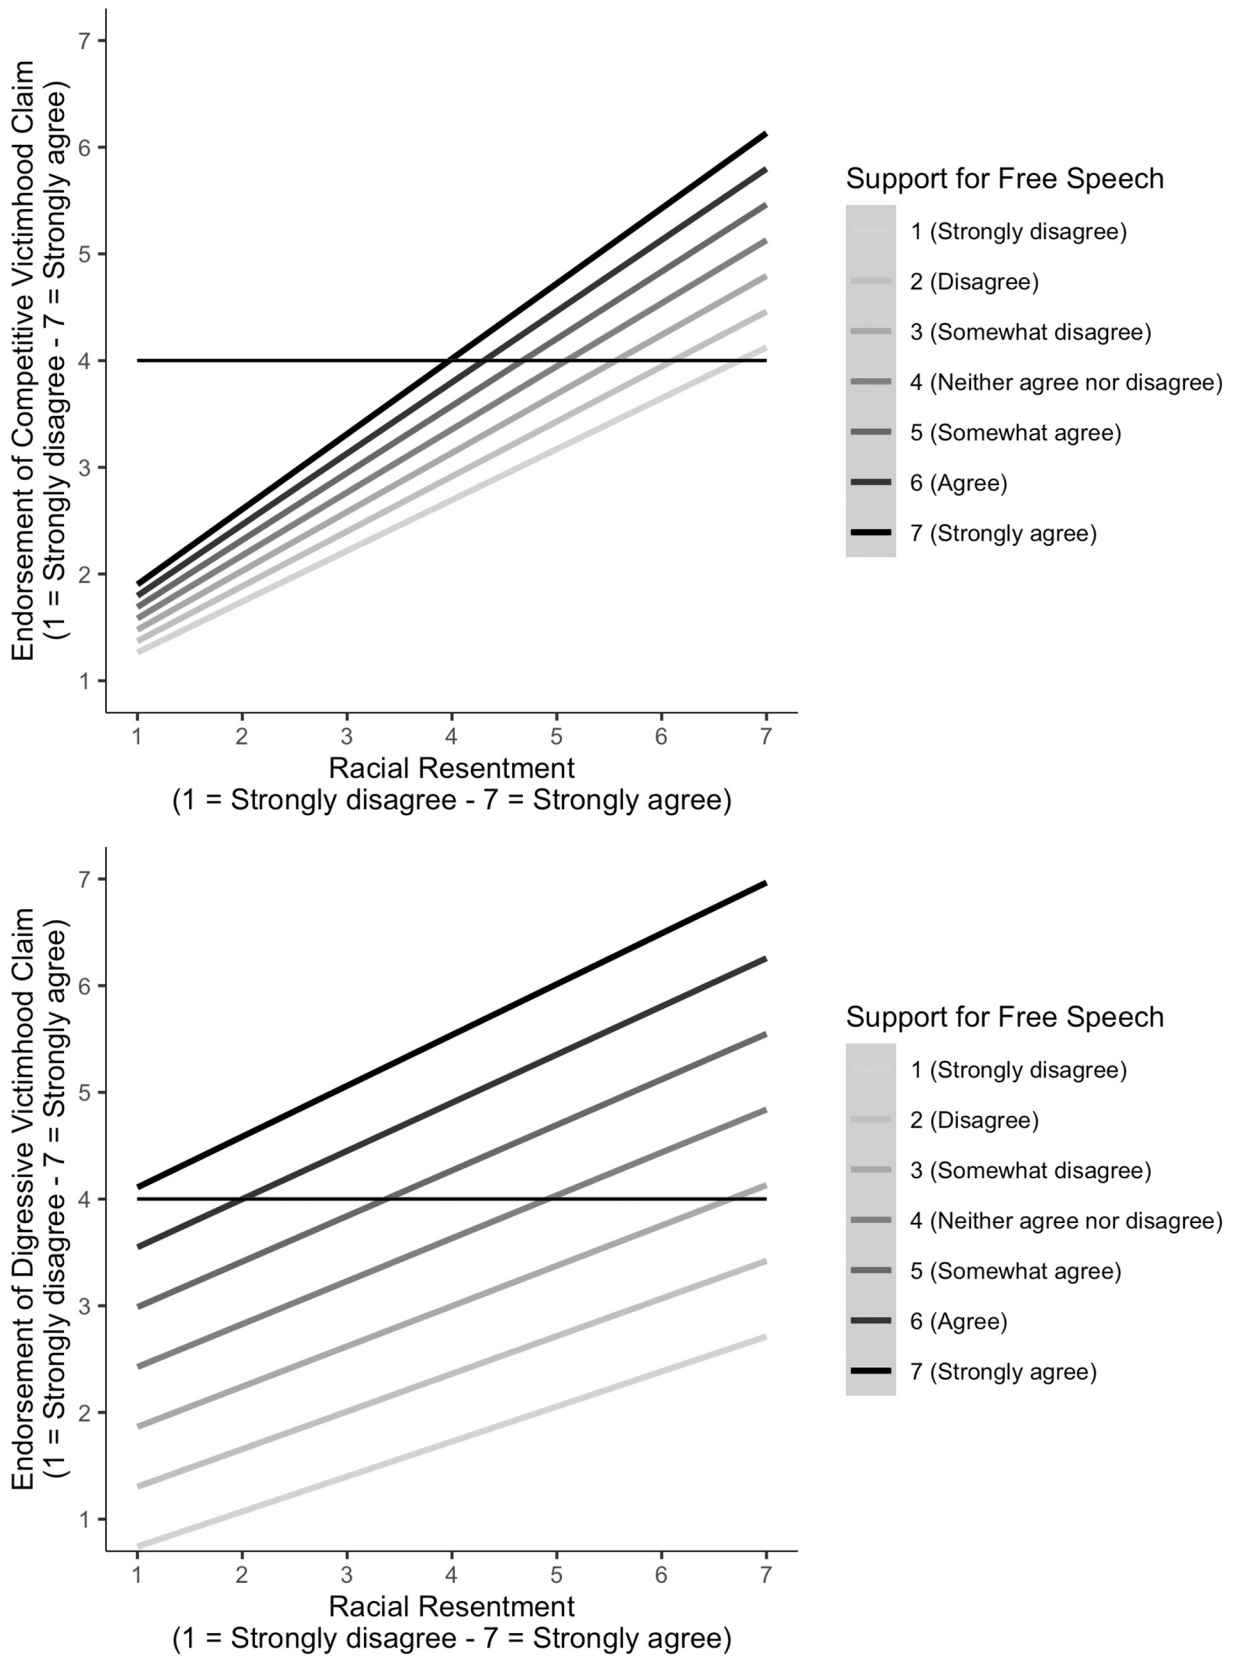 Endorsement of Competitive Victimhood Claim
(1 = Strongly disagree - 7 = Strongly agree)
7
6
5
4
3
2
1
1 2 3 4 5 6 7
Racial Resentment
(1 = Strongly disagree - 7 = Strongly agree)
Support for Free Speech
1 (Strongly disagree)
2 (Disagree)
3 (Somewhat disagree)
4 (Neither agree nor disagree)
5 (Somewhat agree)
6 (Agree)
7 (Strongly agree)
Endorsement of Digressive Victimhood Claim
(1 = Strongly disagree - 7 = Strongly agree)
7
6
5
4
3
2
1
1 2 3 4 5 6 7
Racial Resentment
(1 = Strongly disagree - 7 = Strongly agree)
Support for Free Speech
1 (Strongly disagree)
2 (Disagree)
3 (Somewhat disagree)
4 (Neither agree nor disagree)
5 (Somewhat agree)
6 (Agree)
7 (Strongly agree)